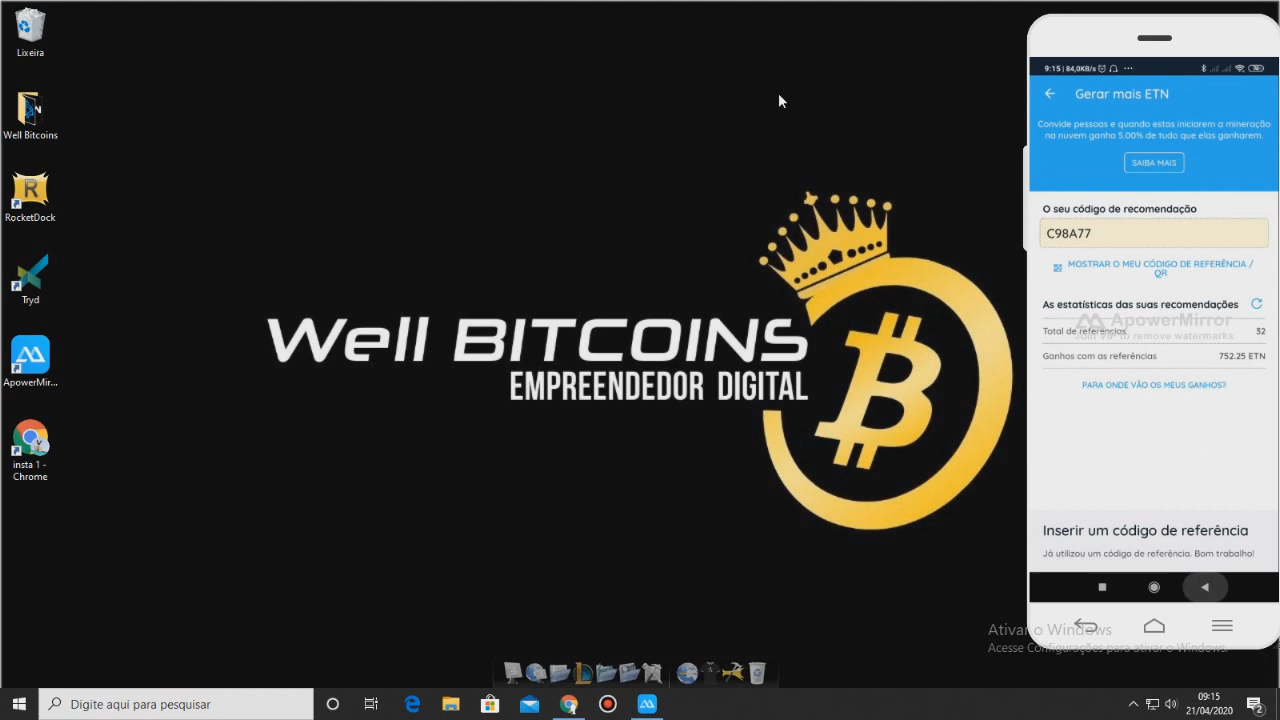 Lixeira
Well Bitcoins
R
RocketDock
Tryd
ApowerMir...
insta 1 -
Chrome
Well BITCOINS
EMPREENDEDOR DIGITAL
9:15 | 84,0KB/s
Gerar mais ETN
Convide pessoas e quando estas iniciarem a mineração
na nuvem ganha 5.00% de tudo que elas ganharem.
SAIBA MAIS
O seu código de recomendação
C98A77
MOSTRAR O MEU CÓDIGO DE REFERÊNCIA /
QR
As estatísticas das suas recomendações
ApowerMirror
Total de referências 32
Join VIP to remove watermarks
Ganhos com as referências 752.25 ETN
PARA ONDE VÃO OS MEUS GANHOS?
Inserir um código de referência
Já utilizou um código de referência. Bom trabalho!
Ativar o Windows
Acesse Configurações para ativar o Windows.
Digite aqui para pesquisar
09:15
21/04/2020
2